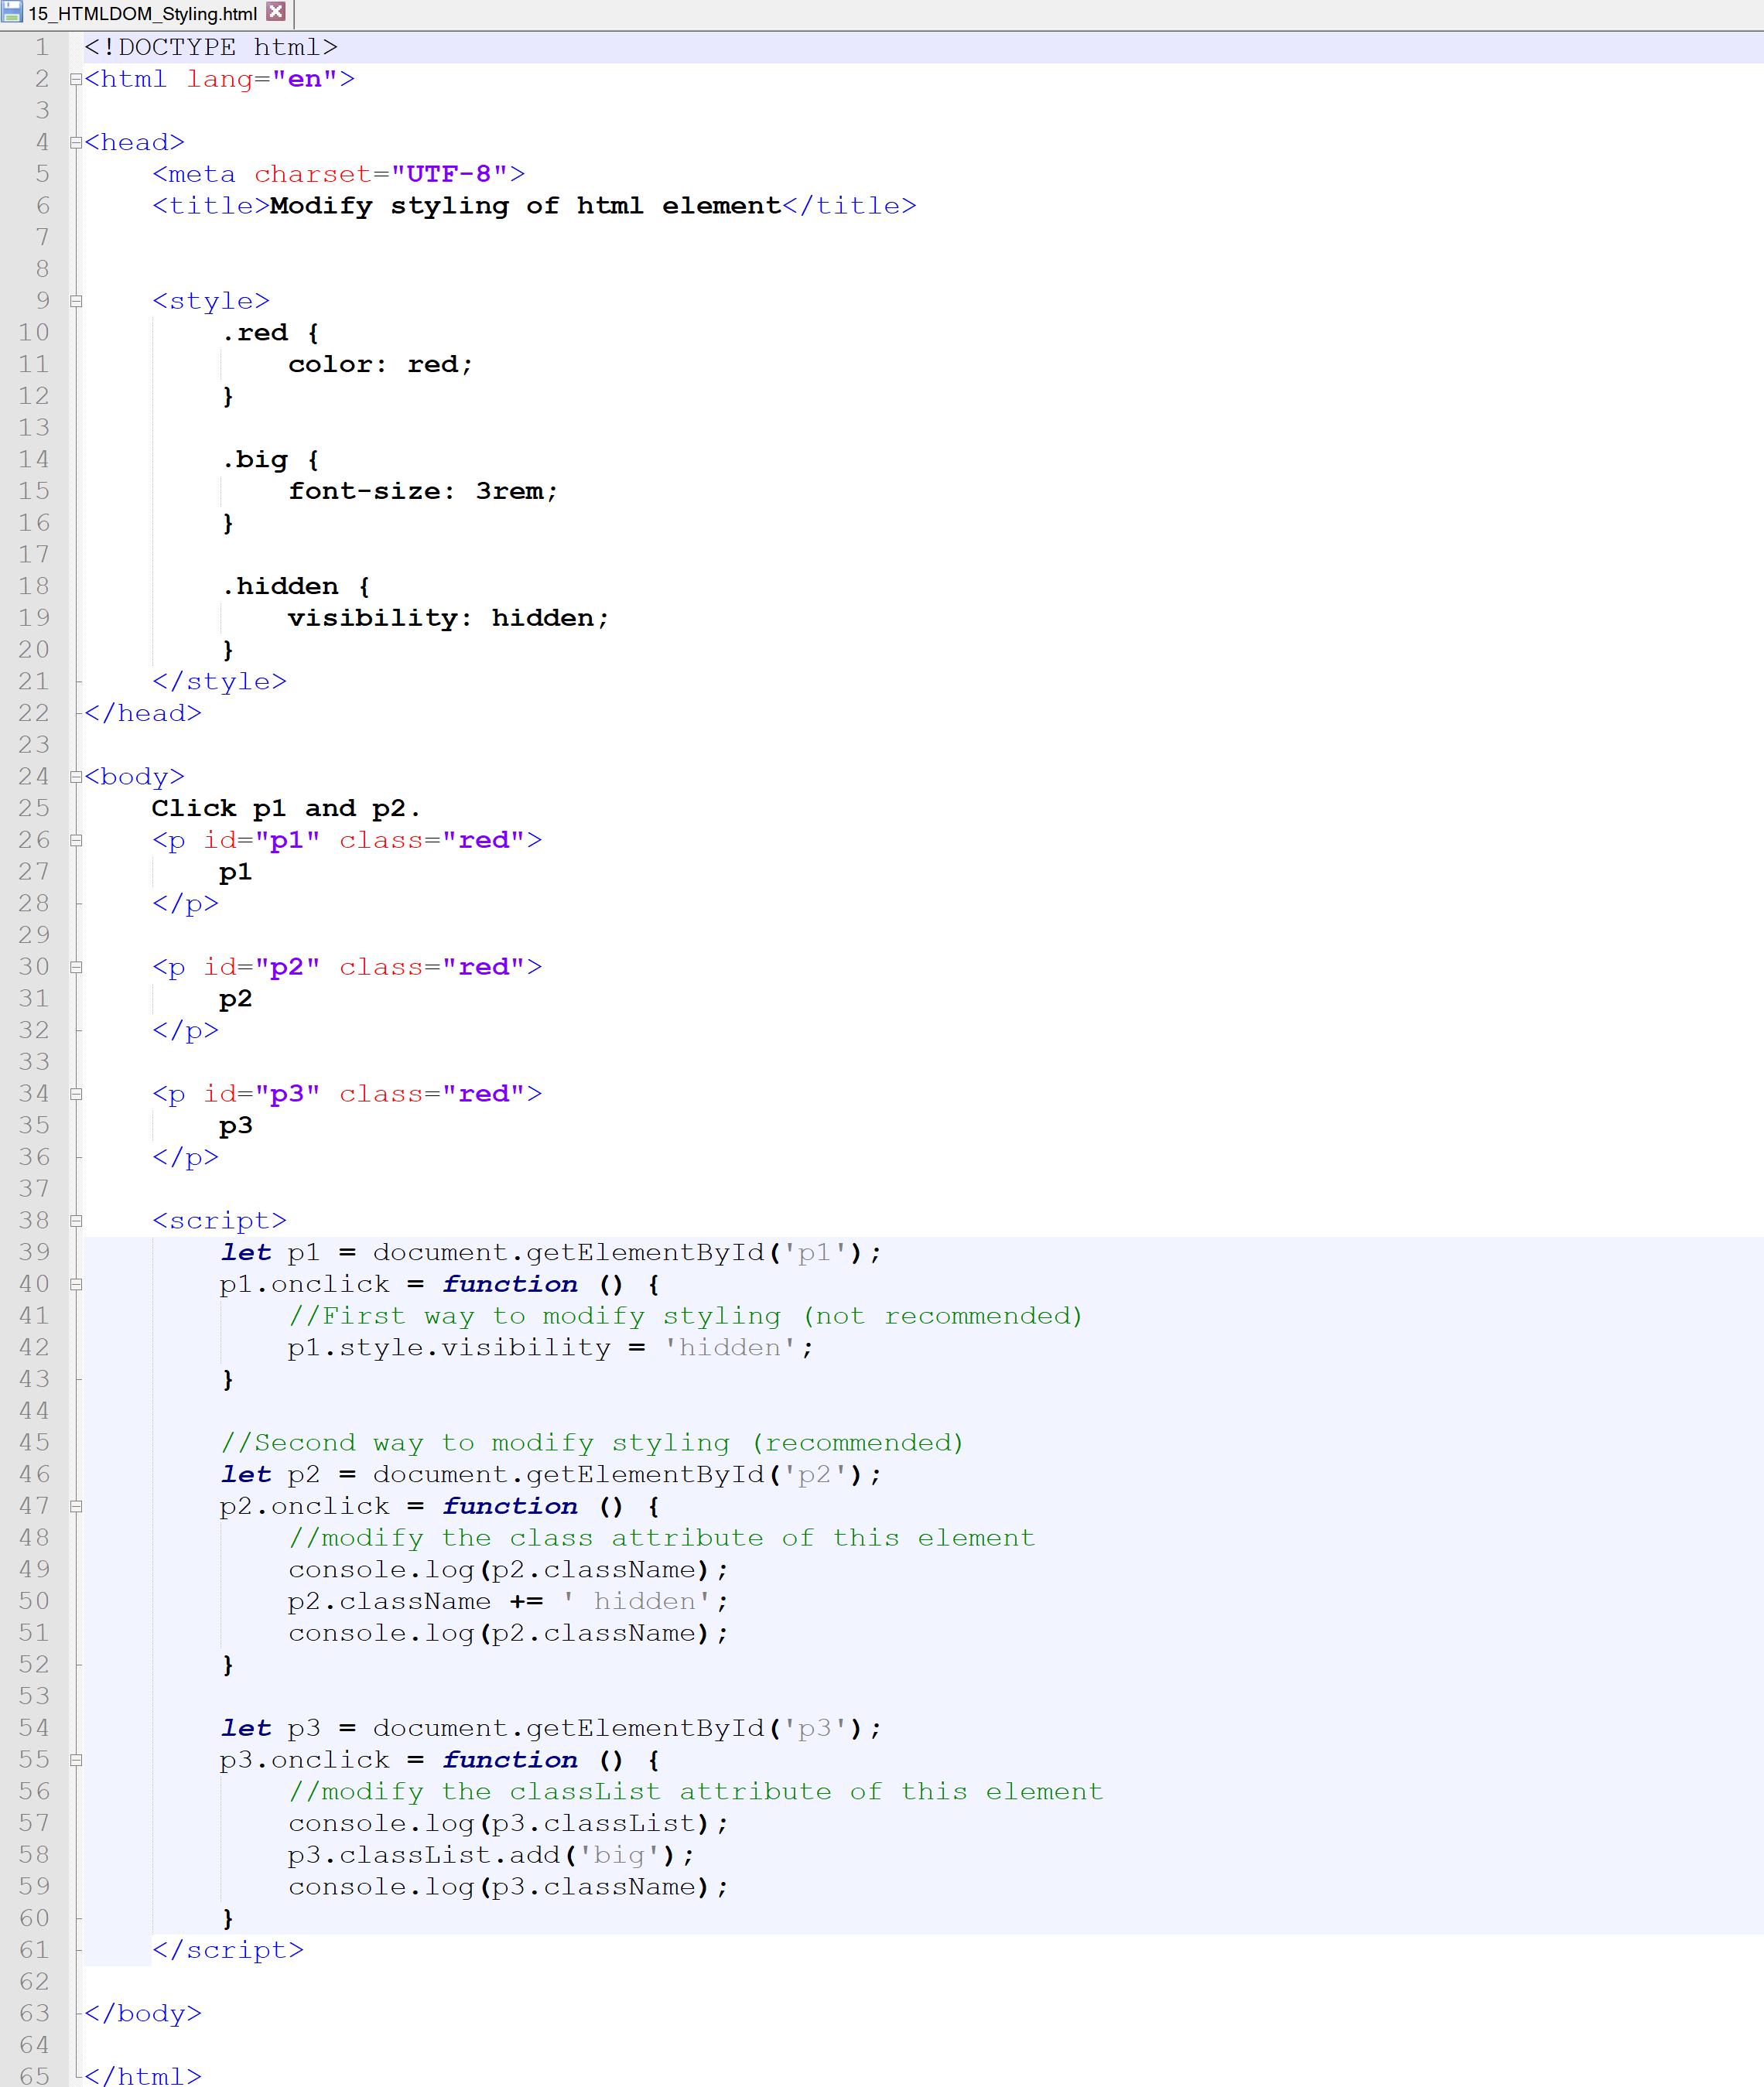 15_HTMLDOM_Styling.html
1 <!DOCTYPE html>
2 <html lang="en">
3
4 <head>
5     <meta charset="UTF-8">
6     <title>Modify styling of html element</title>
7
8
9     <style>
10         .red {
11             color: red;
12         }
13
14         .big {
15             font-size: 3rem;
16         }
17
18         .hidden {
19             visibility: hidden;
20         }
21     </style>
22 </head>
23
24 <body>
25     Click p1 and p2.
26     <p id="p1" class="red">
27         p1
28     </p>
29
30     <p id="p2" class="red">
31         p2
32     </p>
33
34     <p id="p3" class="red">
35         p3
36     </p>
37
38     <script>
39         let p1 = document.getElementById('p1');
40         p1.onclick = function () {
41             //First way to modify styling (not recommended)
42             p1.style.visibility = 'hidden';
43         }
44
45         //Second way to modify styling (recommended)
46         let p2 = document.getElementById('p2');
47         p2.onclick = function () {
48             //modify the class attribute of this element
49             console.log(p2.className);
50             p2.className += ' hidden';
51             console.log(p2.className);
52         }
53
54         let p3 = document.getElementById('p3');
55         p3.onclick = function () {
56             //modify the classList attribute of this element
57             console.log(p3.classList);
58             p3.classList.add('big');
59             console.log(p3.className);
60         }
61     </script>
62
63 </body>
64
65 </html>